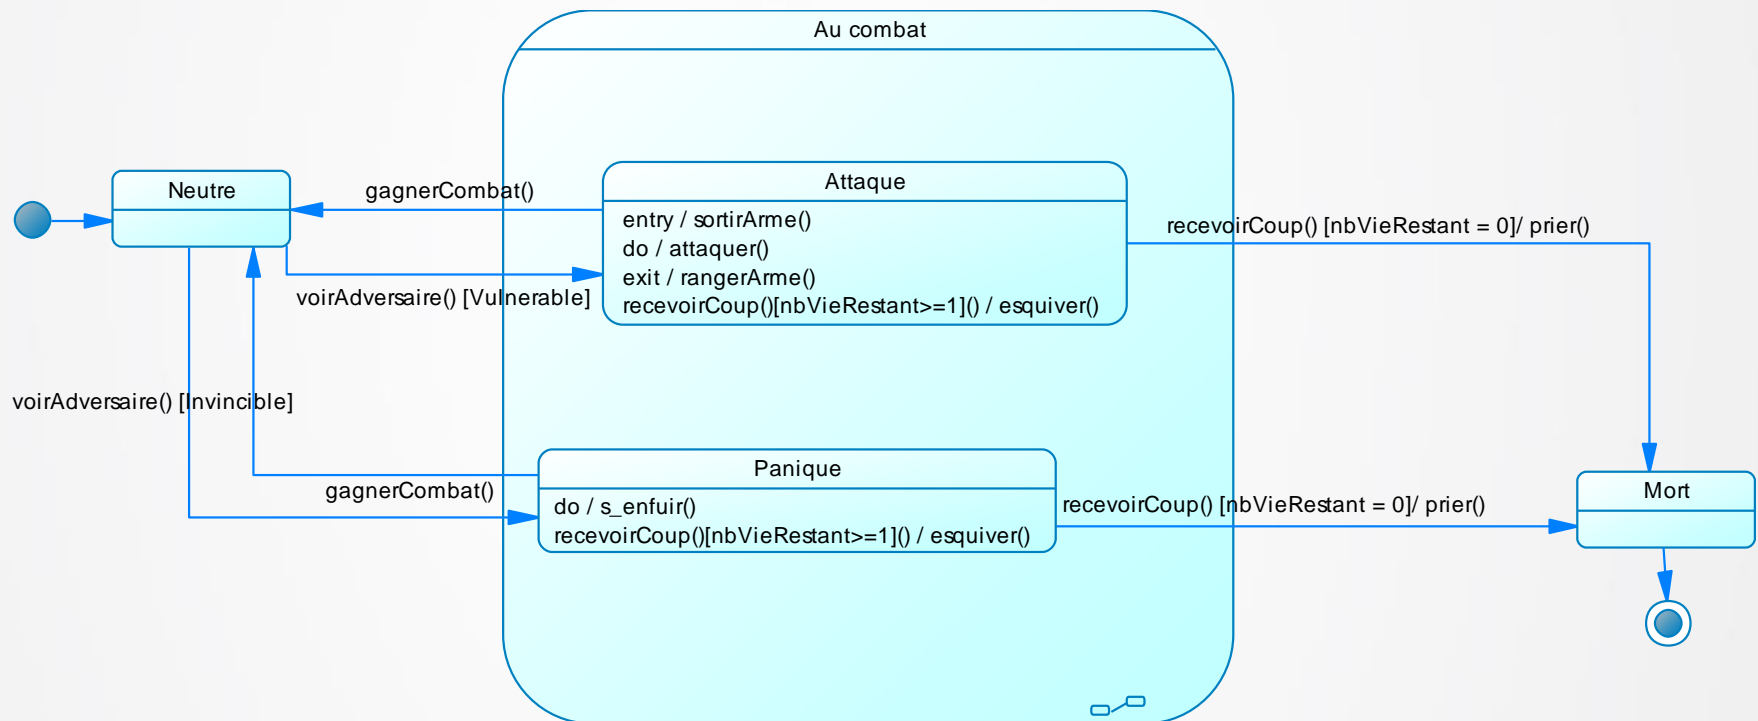 Au combat
Neutre
gagnerCombat()
Attaque
entry / sortirArme()
do / attaquer()
exit / rangerArme()
recevoirCoup()[nbVieRestant>=1]() / esquiver()
recevoirCoup() [nbVieRestant = 0]/ prier()
voirAdversaire() [Vulnerable]
voirAdversaire() [Invincible]
gagnerCombat()
Panique
do / s_enfuir()
recevoirCoup()[nbVieRestant>=1]() / esquiver()
recevoirCoup() [nbVieRestant = 0]/ prier()
Mort